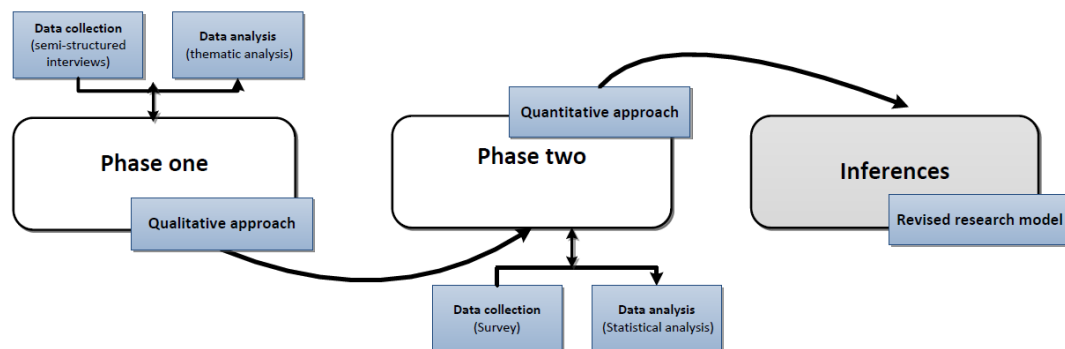 Data collection
(semi-structured
interviews)
Data analysis
(thematic analysis)
Phase one
Qualitative approach
Quantitative approach
Phase two
Data collection
(Survey)
Data analysis
(Statistical analysis)
Inferences
Revised research model